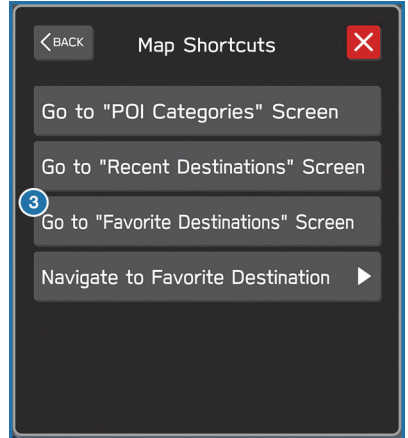 BACK
Map Shortcuts
Go to "POI Categories" Screen
Go to "Recent Destinations" Screen
3
Go to "Favorite Destinations" Screen
Navigate to Favorite Destination